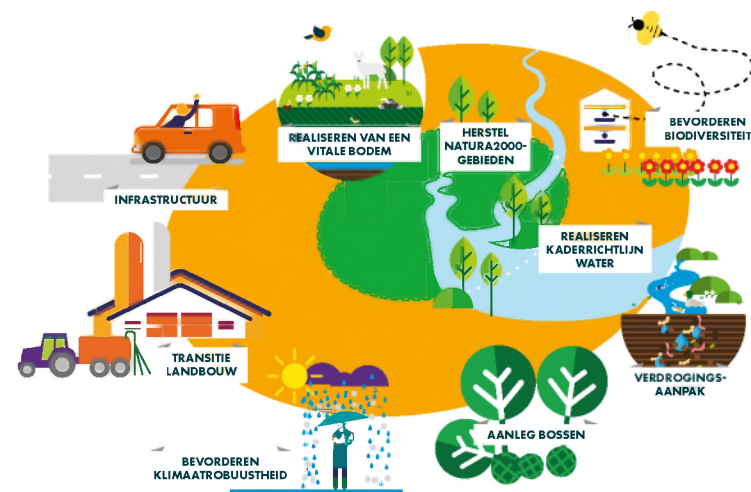 REALISEREN VAN EEN
VITALE BODEM
HERSTEL
NATURA2000-
GEBIEDEN
BEVORDEREN
BIODIVERSITEIT
INFRASTRUCTUUR
REALISEREN
KADERRICHTLIJN
WATER
TRANSITIE
LANDBOUW
VERDROGINGS-
AANPAK
AANLEG BOSSEN
BEVORDEREN
KLIMAATROBUUSTHEID